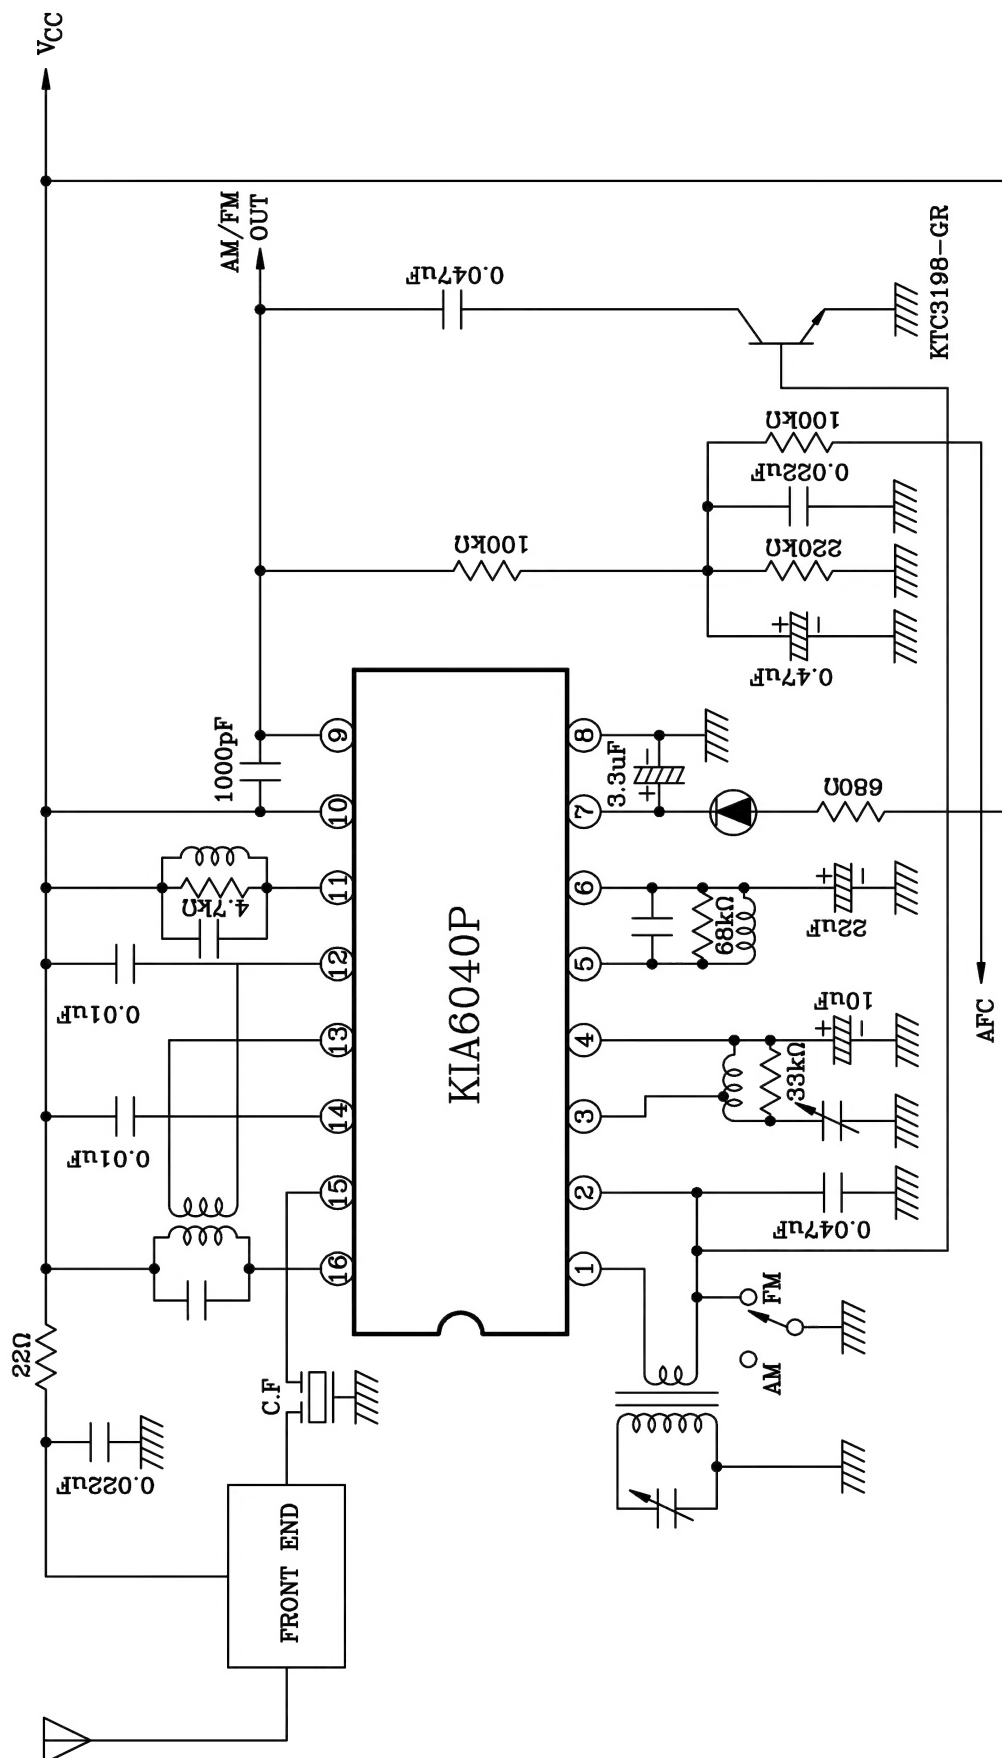 VCC
AM/FM
OUT
0.047uF
KTC3198-GR
100kΩ
0.022uF
100kΩ
220kΩ
0.47uF
1000pF
9
8
3.3uF
10
7
680Ω
4.7kΩ
11
6
68kΩ
22uF
0.01uF
12
5
KIA6040P
13
4
10uF
AFC
33kΩ
0.01uF
14
3
15
2
0.047uF
16
1
FM
AM
22Ω
C.F
0.022uF
FRONT END